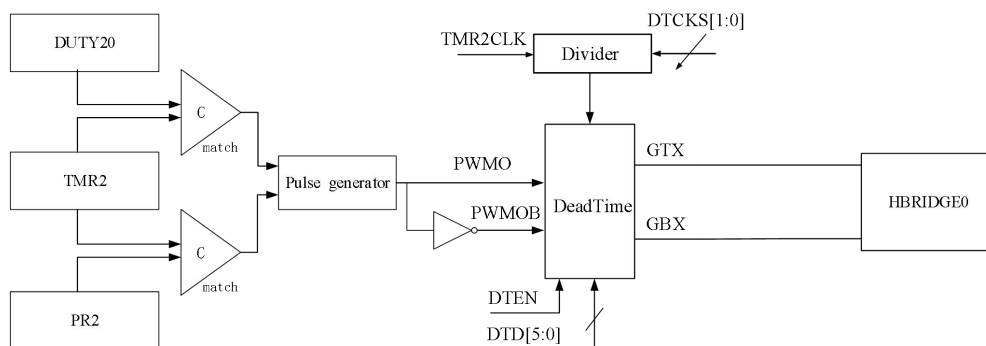 DUTY20
TMR2CLK
DTCKS[1:0]
Divider
C
match
TMR2
Pulse generator
PWMO
PWMOB
DeadTime
GTX
GBX
HBRIDGE0
C
match
PR2
DTEN
DTD[5:0]